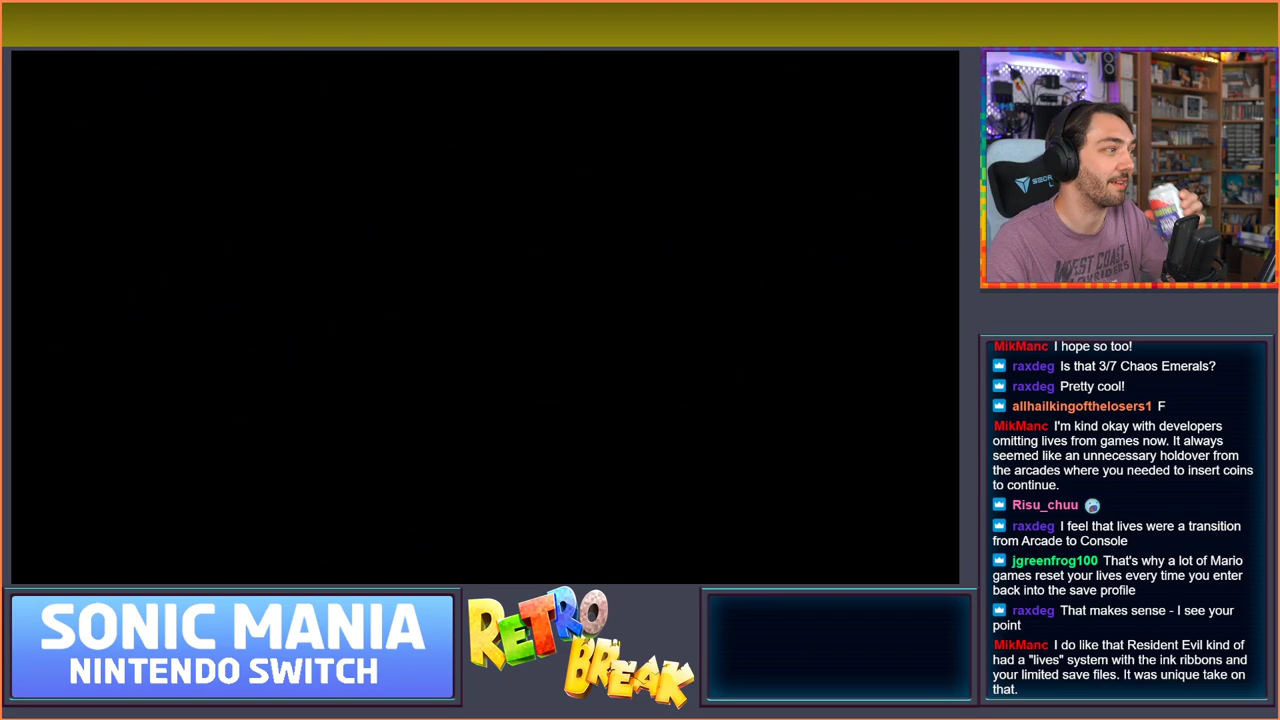 SECR
L
WEST COAST
MikManc I hope so too!
raxdeg Is that 3/7 Chaos Emerals?
raxdeg Pretty cool!
allhailkingofthelosers1 F
MikManc I'm kind okay with developers
omitting lives from games now. It always
seemed like an unnecessary holdover from
the arcades where you needed to insert coins
to continue.
Risu_chuu
raxdeg I feel that lives were a transition
from Arcade to Console
jgreenfrog100 That's why a lot of Mario
games reset your lives every time you enter
back into the save profile
raxdeg That makes sense - I see your
point
MikManc I do like that Resident Evil kind of
had a "lives" system with the ink ribbons and
your limited save files. It was unique take on
that.
SONIC MANIA
NINTENDO SWITCH
RETRO
BREAK